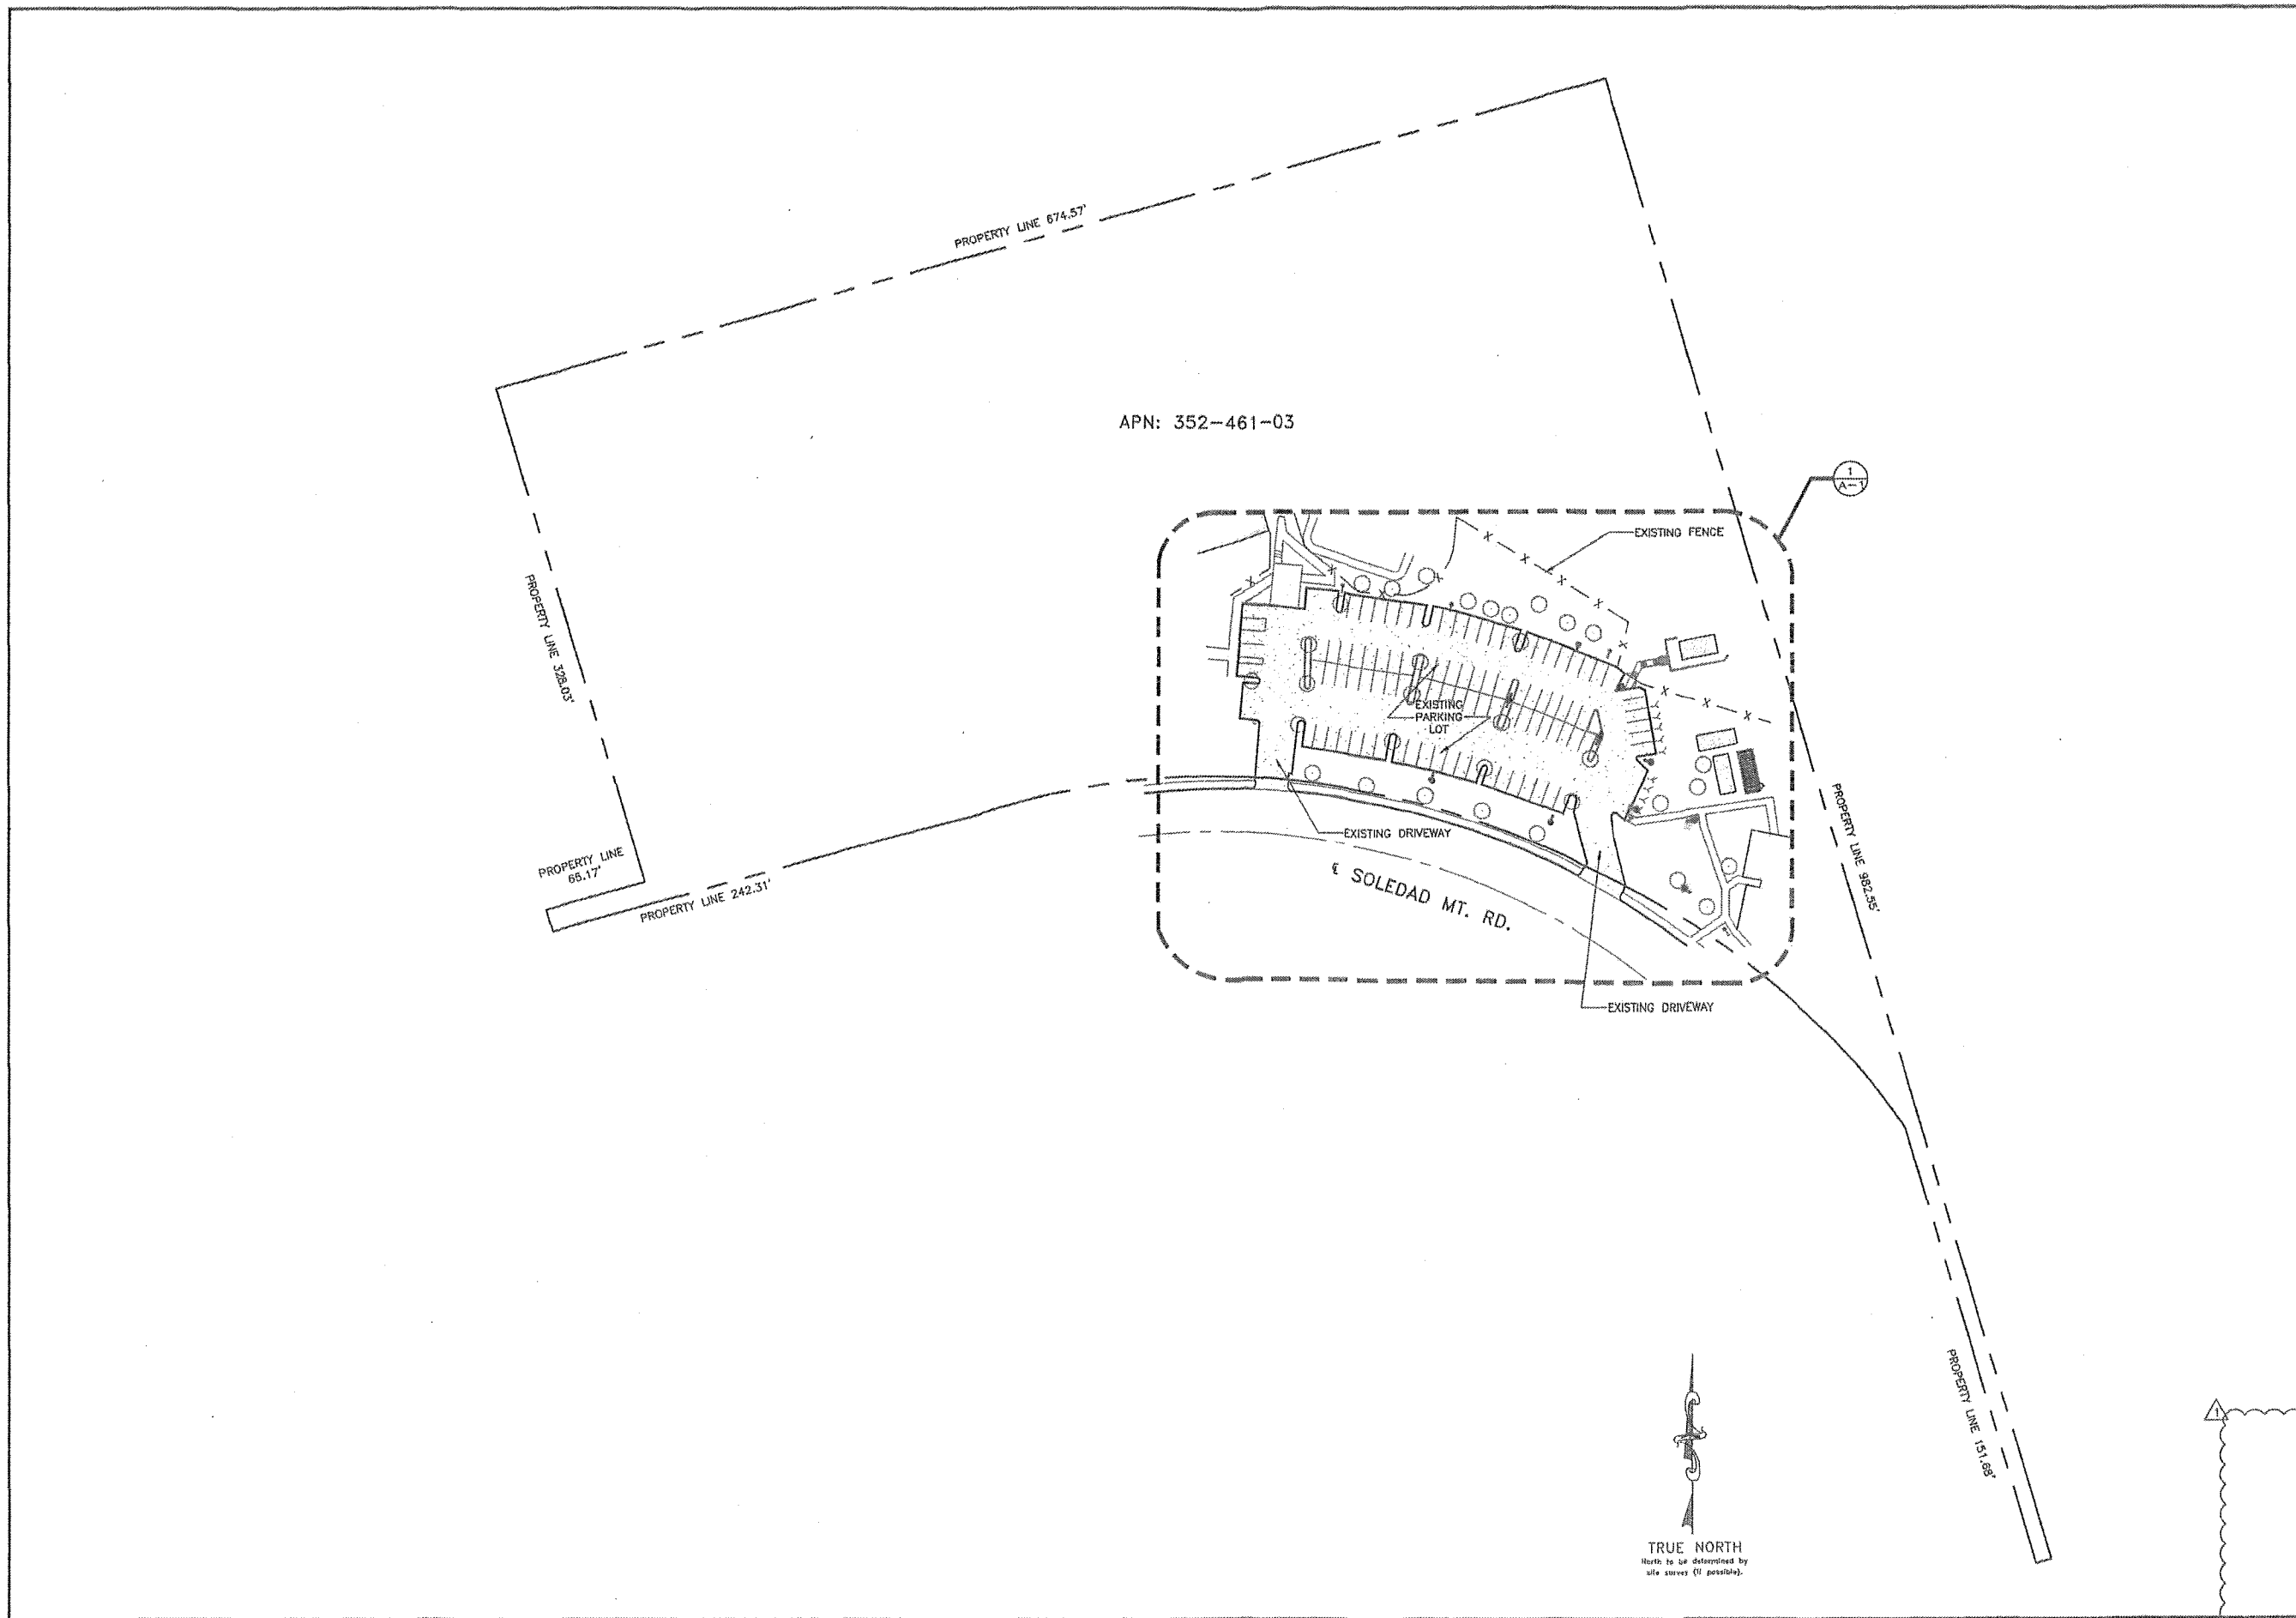 PROPERTY LINE 674.57'
APN: 352-461-03
1
A-1
EXISTING FENCE
PROPERTY LINE 328.03'
EXISTING
PARKING
LOT
EXISTING DRIVEWAY
PROPERTY LINE 982.55'
PROPERTY LINE
65.17'
PROPERTY LINE 242.31'
℄ SOLEDAD MT. RD.
EXISTING DRIVEWAY
PROPERTY LINE 151.68'
1
TRUE NORTH
North to be determined by
site survey (if possible).